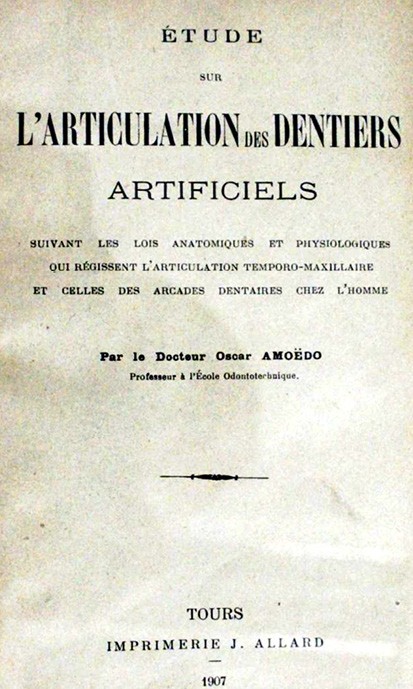 ÉTUDE
SUR
L'ARTICULATION DES DENTIERS
ARTIFICIELS
SUIVANT LES LOIS ANATOMIQUES ET PHYSIOLOGIQUES
QUI RÉGISSENT L'ARTICULATION TEMPORO-MAXILLAIRE
ET CELLES DES ARCADES DENTAIRES CHEZ L'HOMME
Par le Docteur Oscar AMOËDO
Professeur à l'École Odontotechnique.
TOURS
IMPRIMERIE J. ALLARD
1907